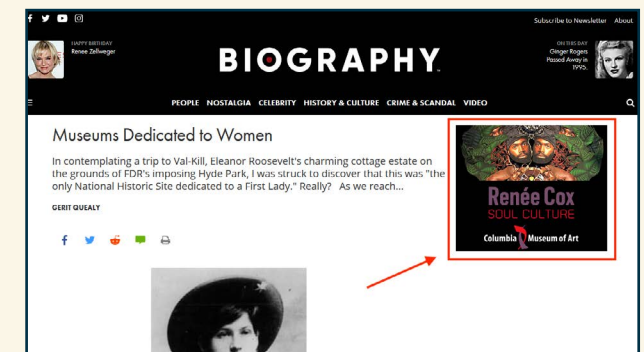 Subscribe to Newsletter About
HAPPY BIRTHDAY
Renee Zellweger
BIOGRAPHY.
ON THIS DAY
Ginger Rogers
Passed Away in
1995.
PEOPLE NOSTALGIA CELEBRITY HISTORY & CULTURE CRIME & SCANDAL VIDEO
Museums Dedicated to Women
In contemplating a trip to Val-Kill, Eleanor Roosevelt's charming cottage estate on
the grounds of FDR's imposing Hyde Park, I was struck to discover that this was "the
only National Historic Site dedicated to a First Lady." Really? As we reach...
GERIT QUEALY
Renée Cox
SOUL CULTURE
Columbia Museum of Art